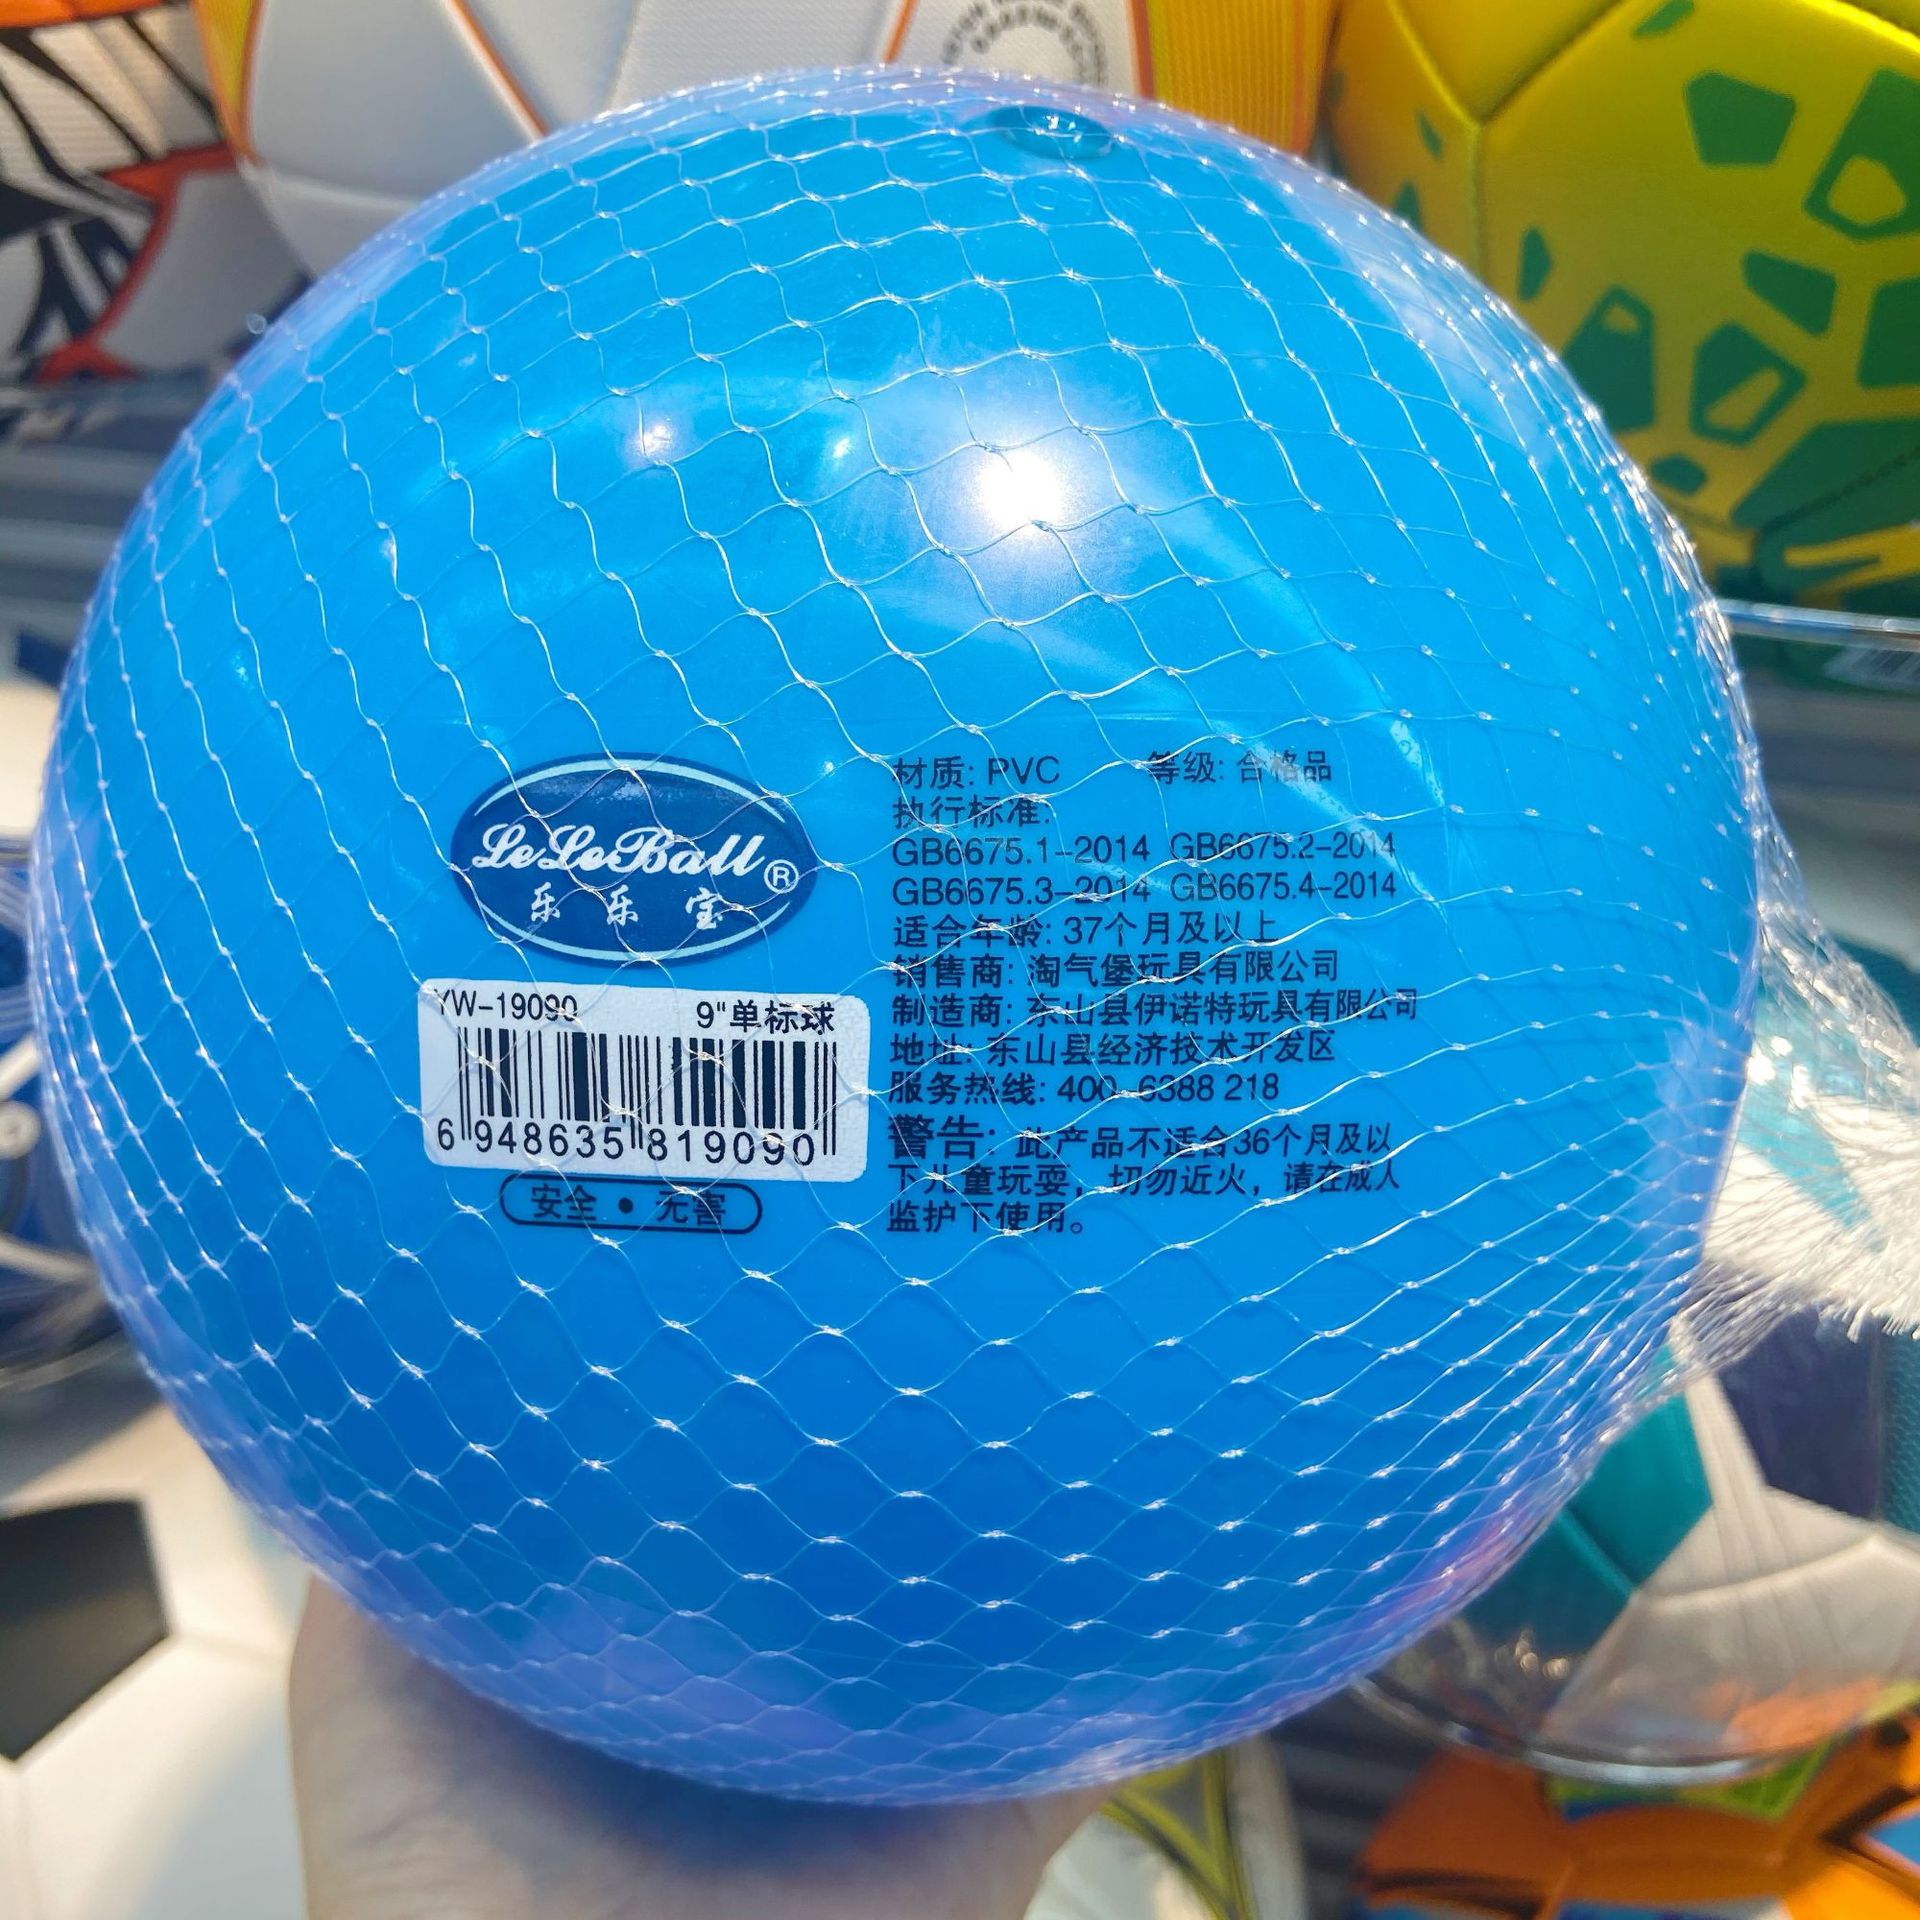 LeLeBall®
乐乐宝
YW-19090 9"单标球
6 948635 819090
安全·无害
材质: PVC 等级: 合格品
执行标准:
GB6675.1-2014 GB6675.2-2014
GB6675.3-2014 GB6675.4-2014
适合年龄: 37个月及以上
销售商: 淘气堡玩具有限公司
制造商: 东山县伊诺特玩具有限公司
地址: 东山县经济技术开发区
服务热线: 400-6388 218
警告: 此产品不适合36个月及以
下儿童玩耍，切勿近火，请在成人
监护下使用。